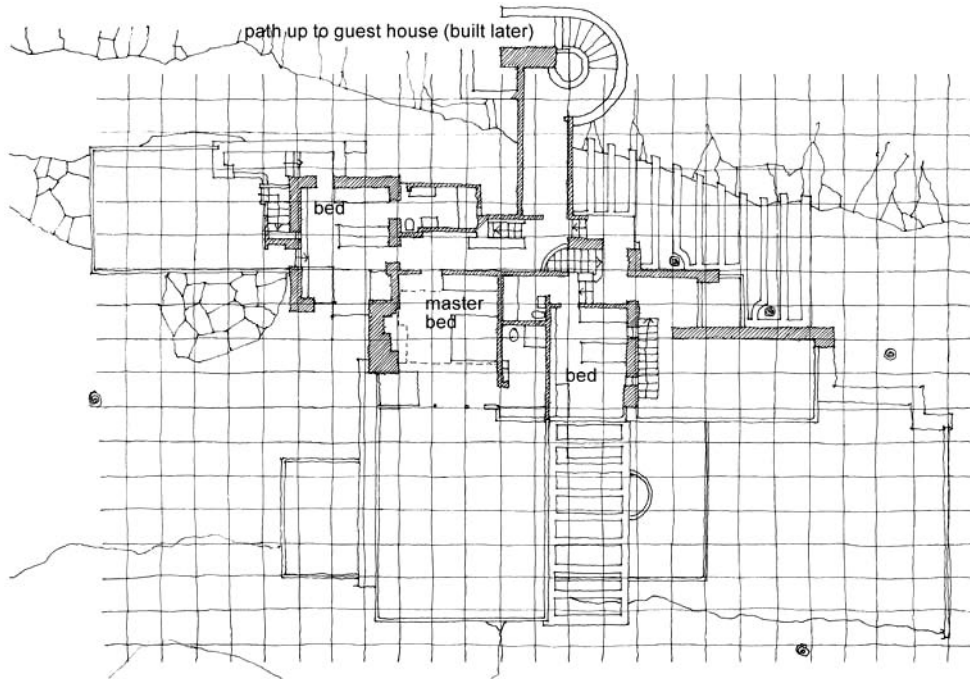 path up to guest house (built later)
bed
master
bed
bed